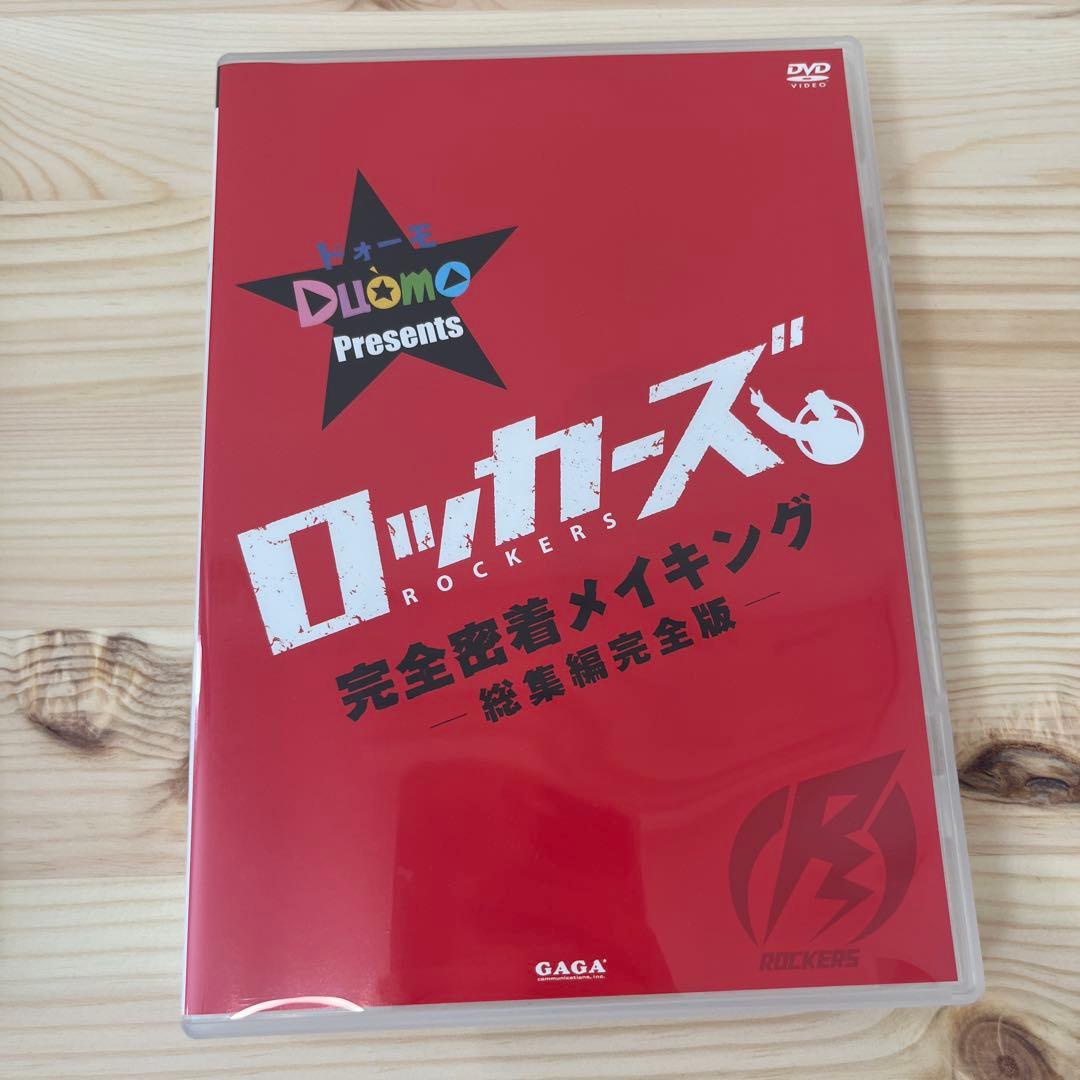 DVD
VIDEO
ドォーモ
DUÒMO
Presents
ロッカーズ
ROCKERS
完全密着メイキング
―総集編完全版―
R
ROCKERS
GAGA
communications, inc.